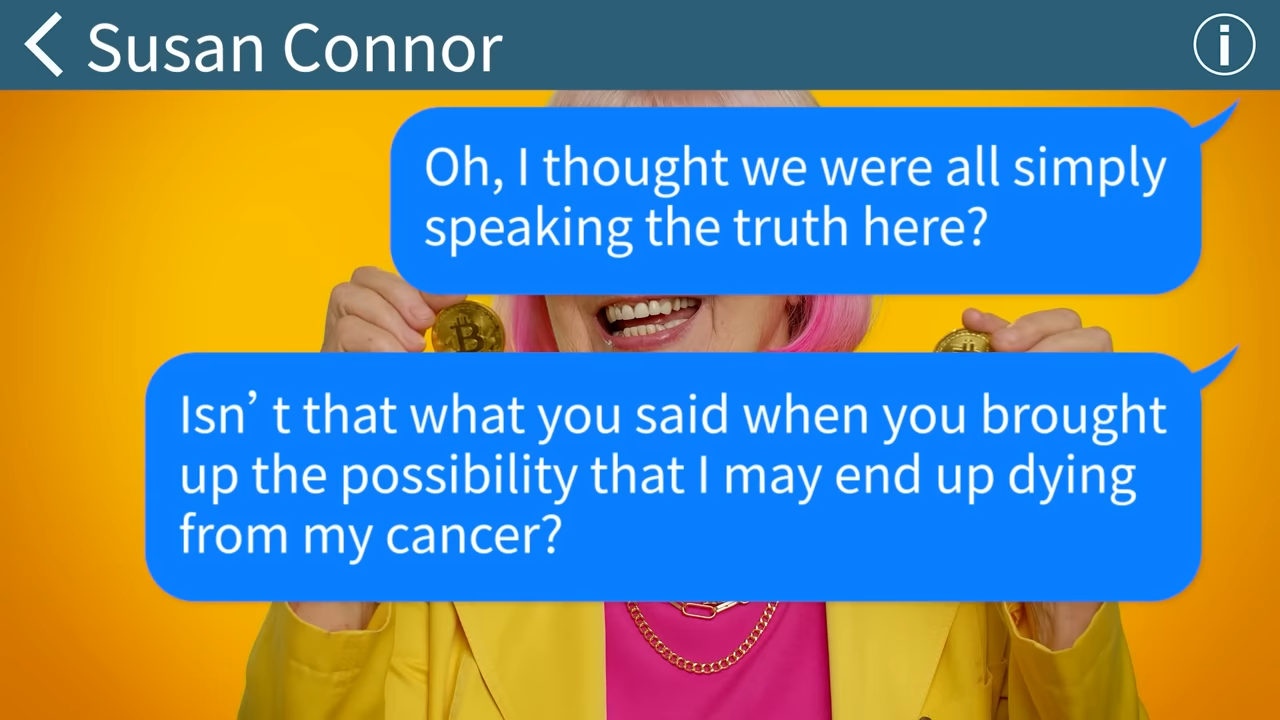 Susan Connor
Oh, I thought we were all simply
speaking the truth here?
Isn’ t that what you said when you brought
up the possibility that I may end up dying
from my cancer?